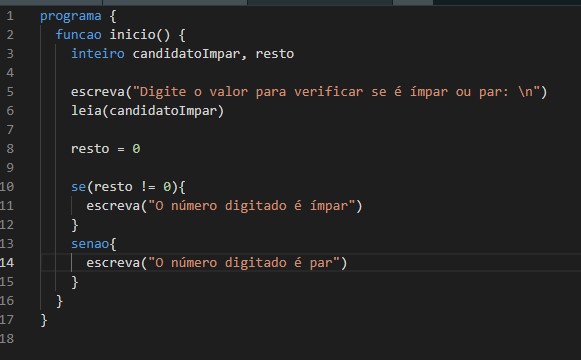 1 programa {
2 funcao inicio() {
3 inteiro candidatoImpar, resto
4
5 escreva("Digite o valor para verificar se é ímpar ou par: \n")
6 leia(candidatoImpar)
7
8 resto = 0
9
10 se(resto != 0){
11 escreva("O número digitado é ímpar")
12 }
13 senao{
14 escreva("O número digitado é par")
15 }
16 }
17 }
18